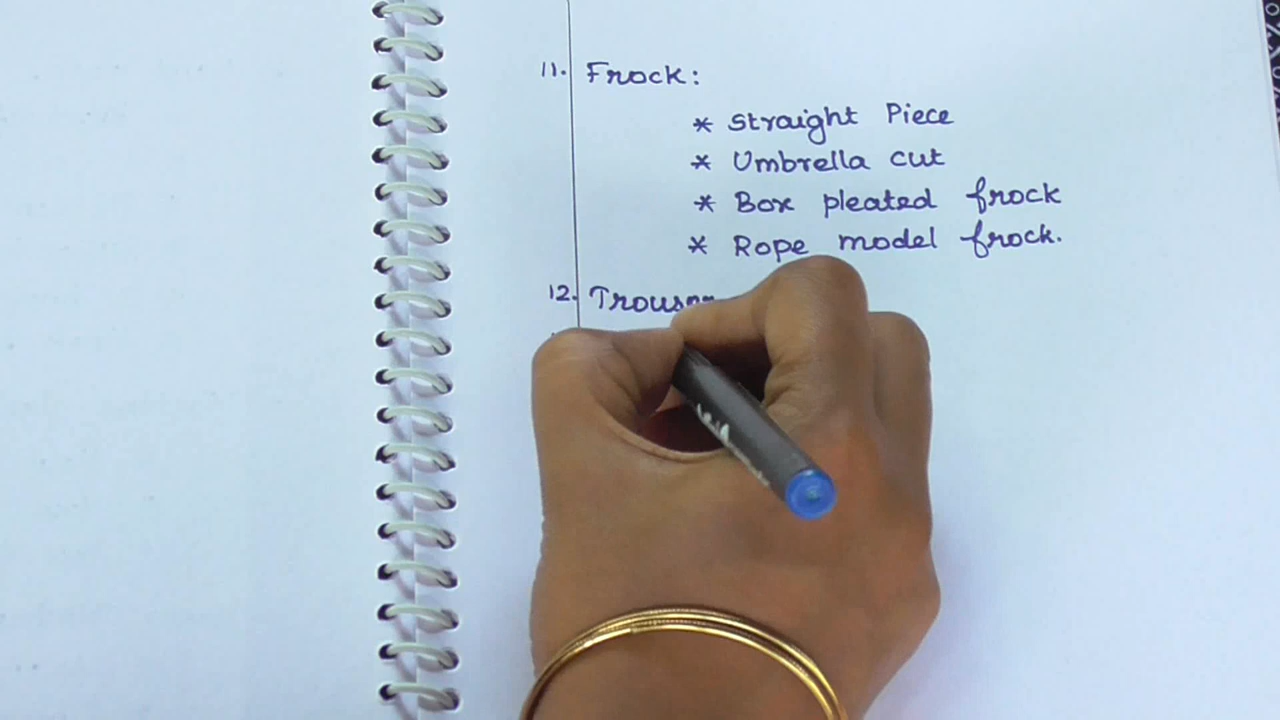 11. Frock:
* Straight Piece
* Umbrella cut
* Box pleated frock
* Rope model frock.
12.